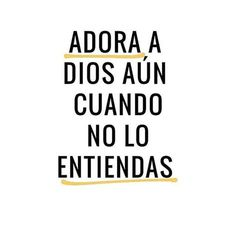 ADORA A
DIOS AÚN
CUANDO
NO LO
ENTIENDAS